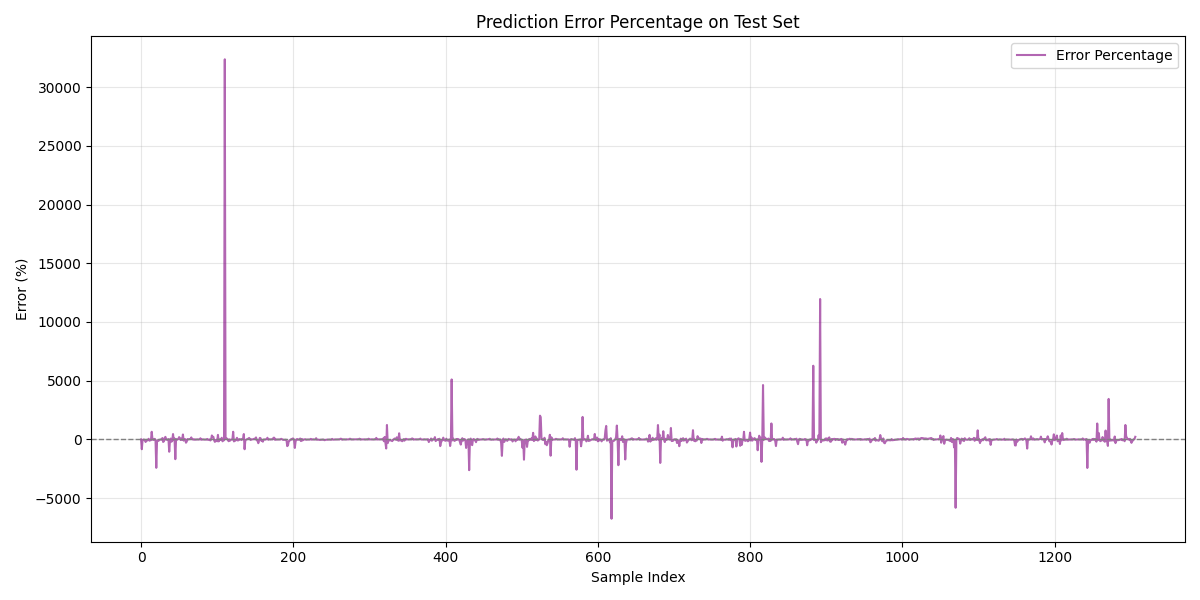 Prediction Error Percentage on Test Set
Error Percentage
Error (%)
30000
25000
20000
15000
10000
5000
0
−5000
0 200 400 600 800 1000 1200
Sample Index